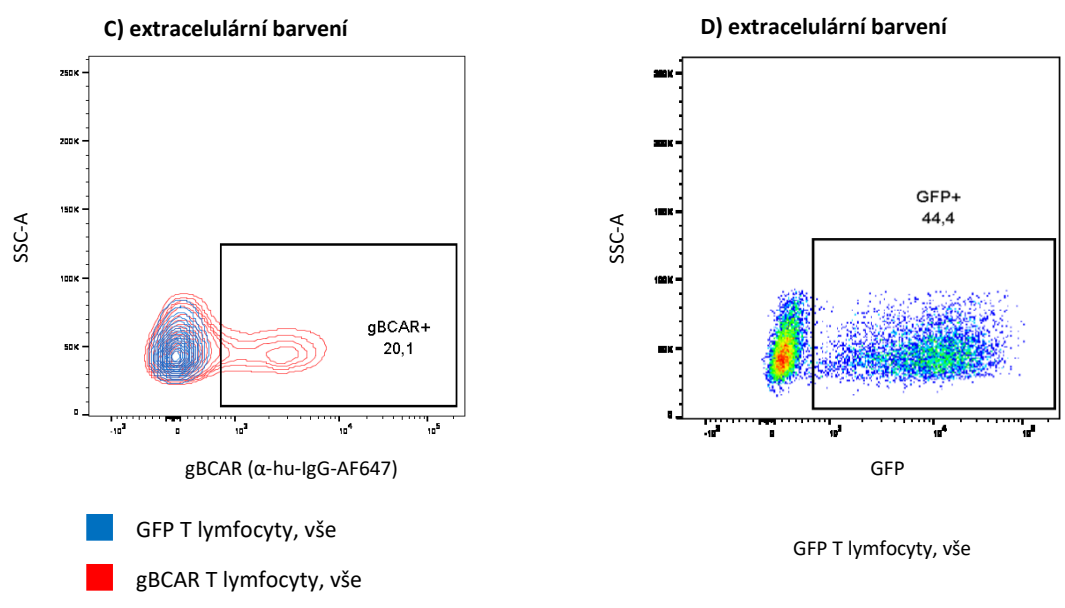 C) extracelulární barvení
250K
200K
150K
100K
50K
0
SSC-A
gBCAR+
20,1
-10³ 0 10³ 10⁴ 10⁵
gBCAR (α-hu-IgG-AF647)
GFP T lymfocyty, vše
gBCAR T lymfocyty, vše
D) extracelulární barvení
SSC-A
GFP+
44,4
0
GFP
GFP T lymfocyty, vše